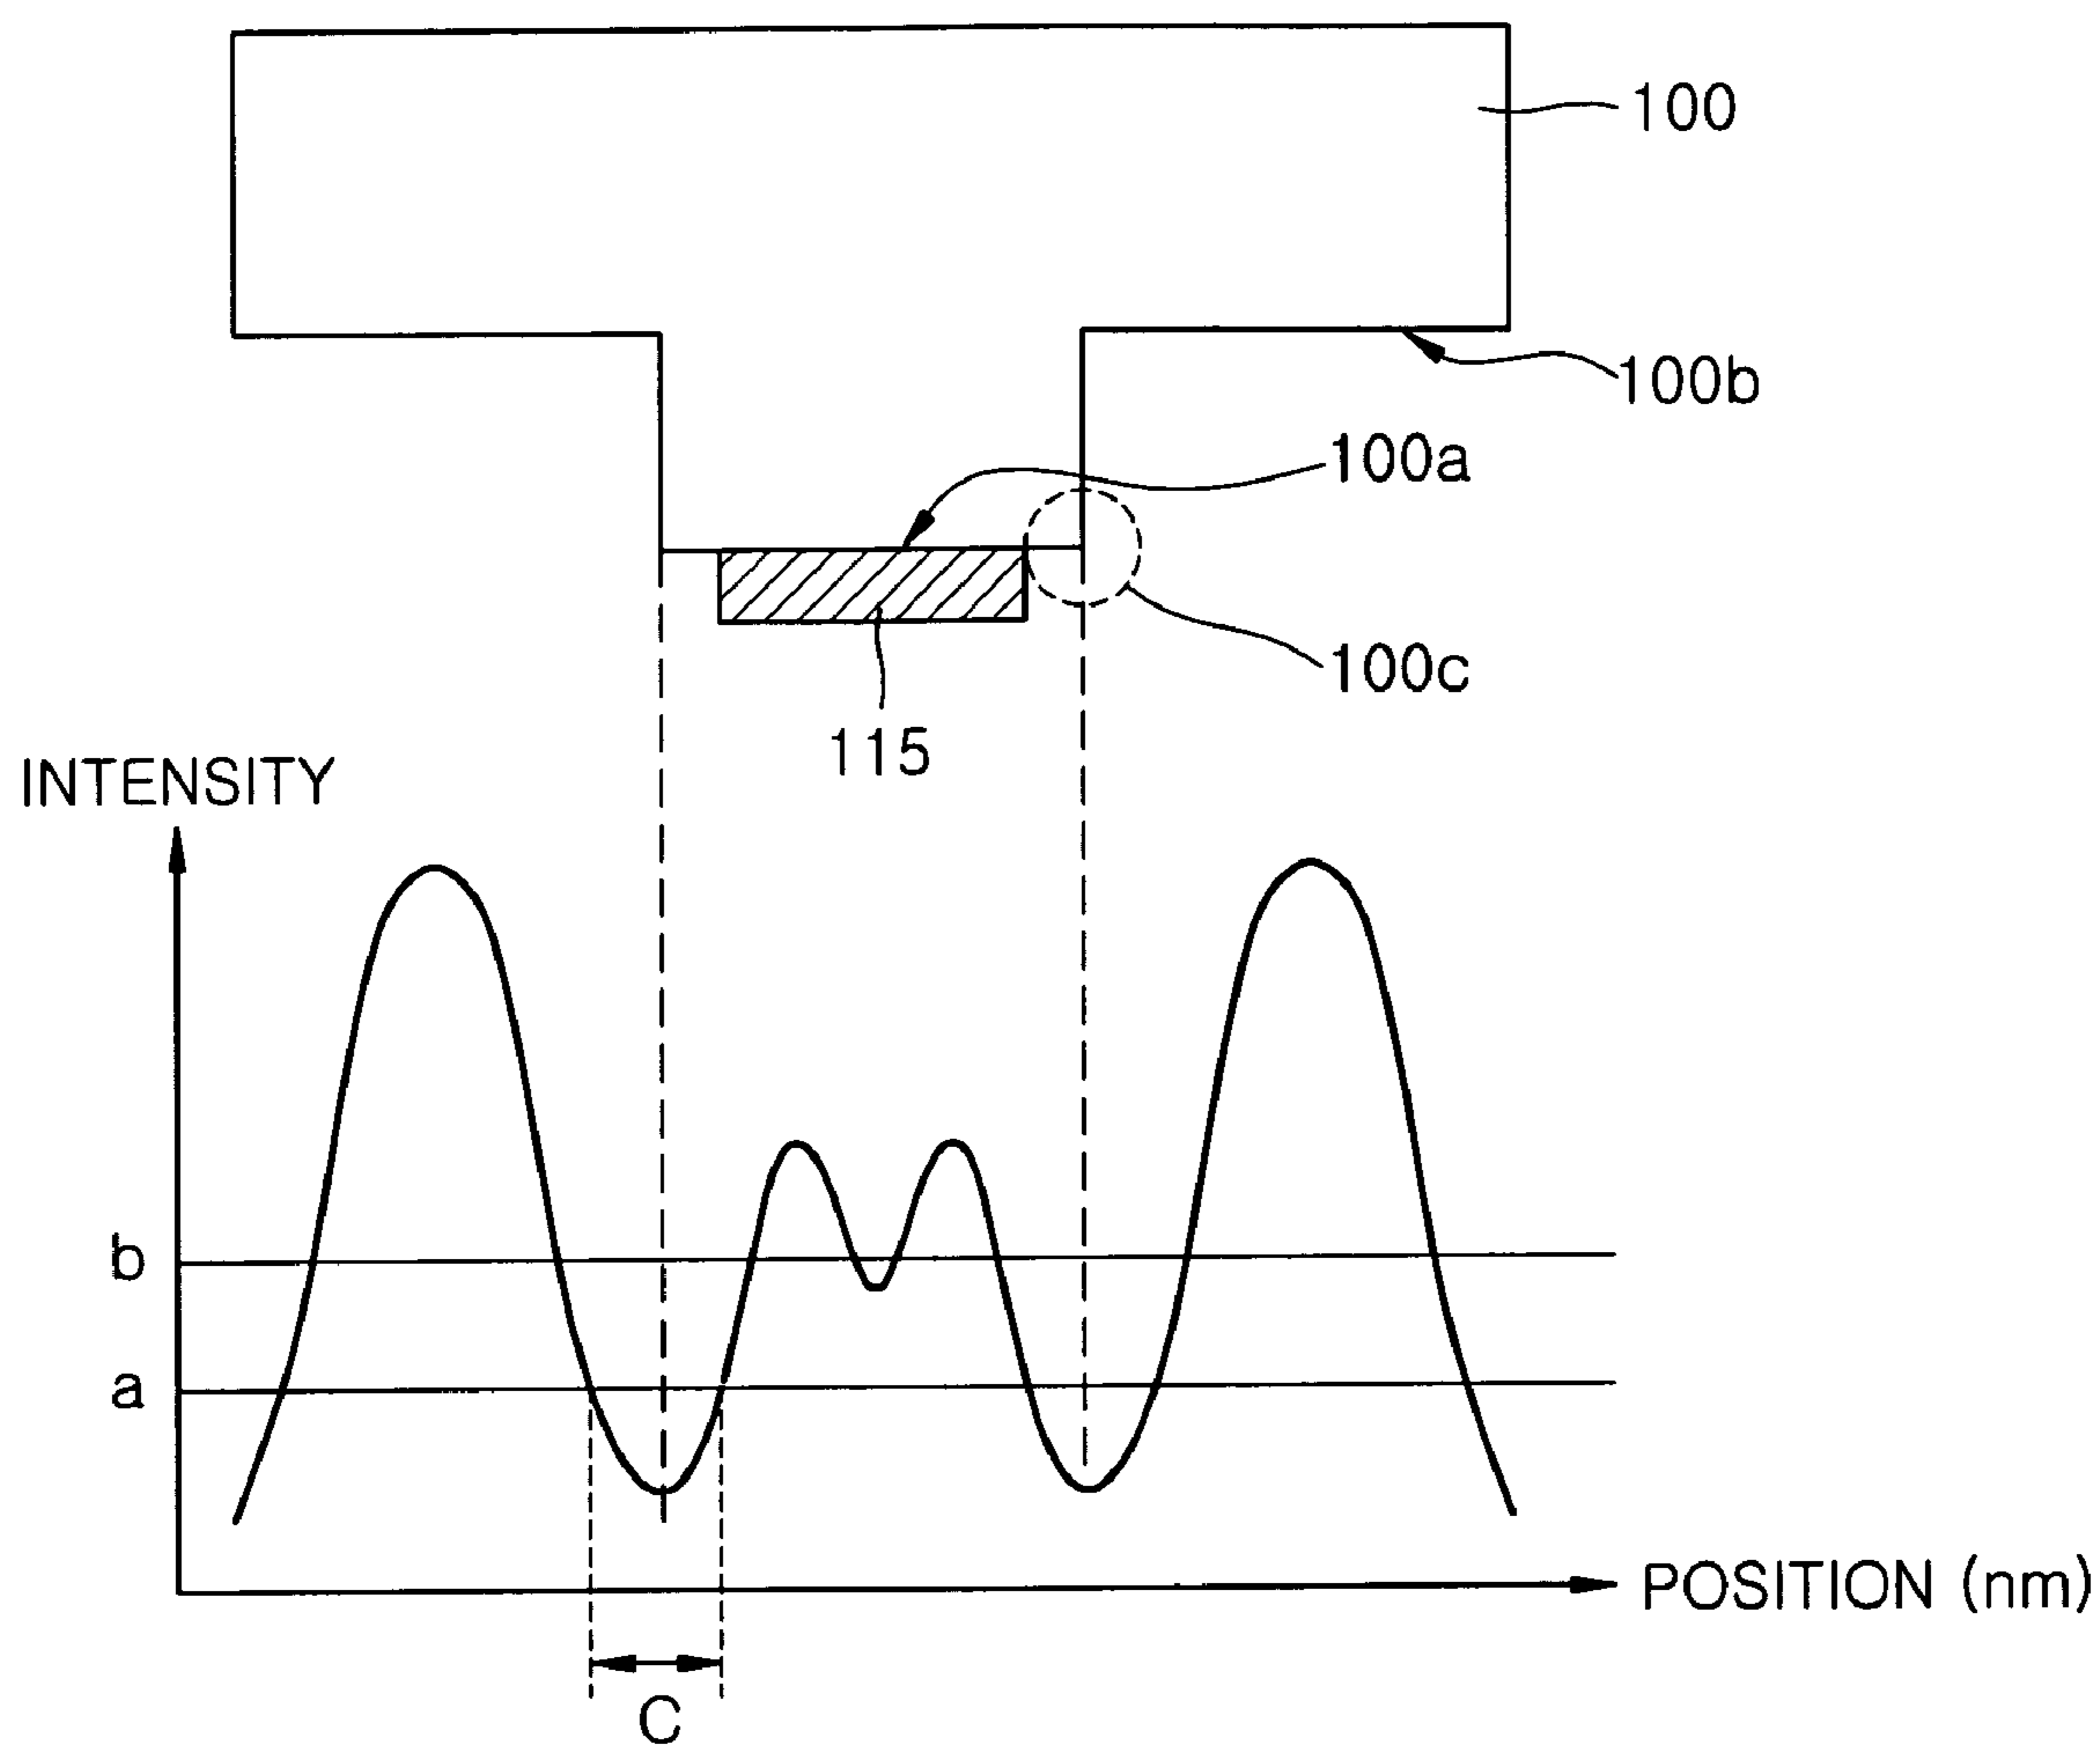 100
100b
100a
100c
115
INTENSITY
b
a
POSITION (nm)
C